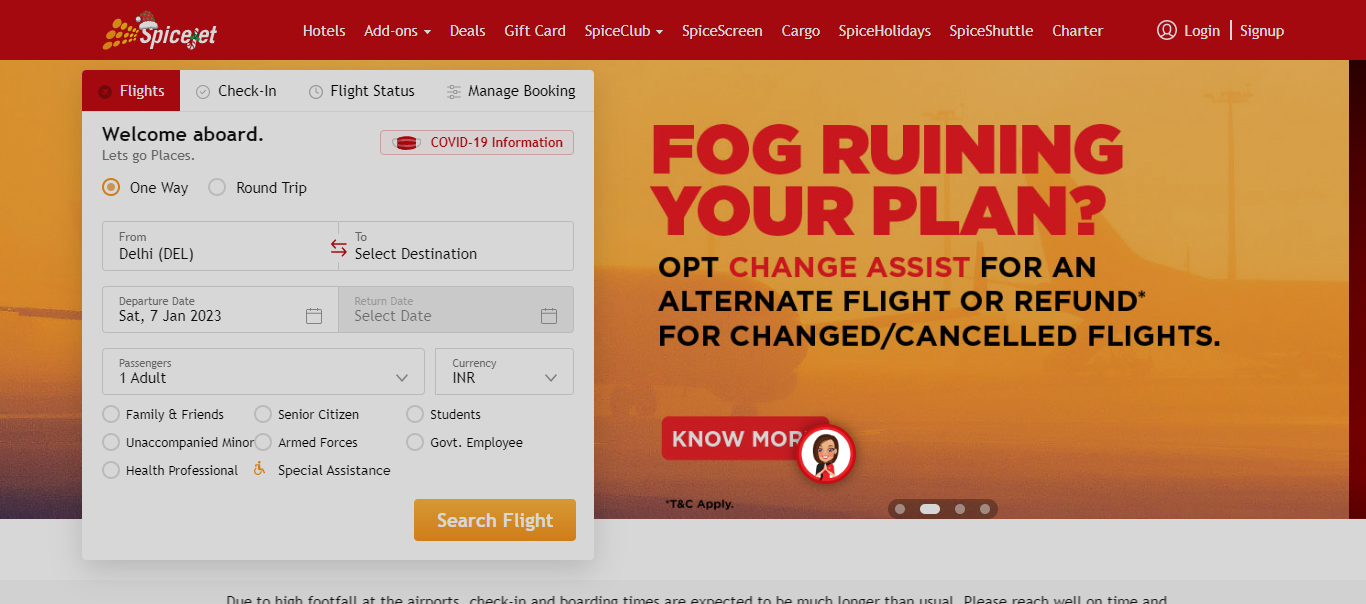 SpiceJet
Hotels Add-ons Deals Gift Card SpiceClub SpiceScreen Cargo SpiceHolidays SpiceShuttle Charter Login Signup
Flights Check-In Flight Status Manage Booking
Welcome aboard.
Lets go Places.
COVID-19 Information
One Way Round Trip
From
Delhi (DEL)
To
Select Destination
Departure Date
Sat, 7 Jan 2023
Return Date
Select Date
Passengers
1 Adult
Currency
INR
Family & Friends Senior Citizen Students
Unaccompanied Minor Armed Forces Govt. Employee
Health Professional Special Assistance
Search Flight
FOG RUINING
YOUR PLAN?
OPT CHANGE ASSIST FOR AN
ALTERNATE FLIGHT OR REFUND*
FOR CHANGED/CANCELLED FLIGHTS.
KNOW MOR
*T&C Apply.
Due to high footfall at the airports, check-in and boarding times are expected to be much longer than usual. Please reach well on time and